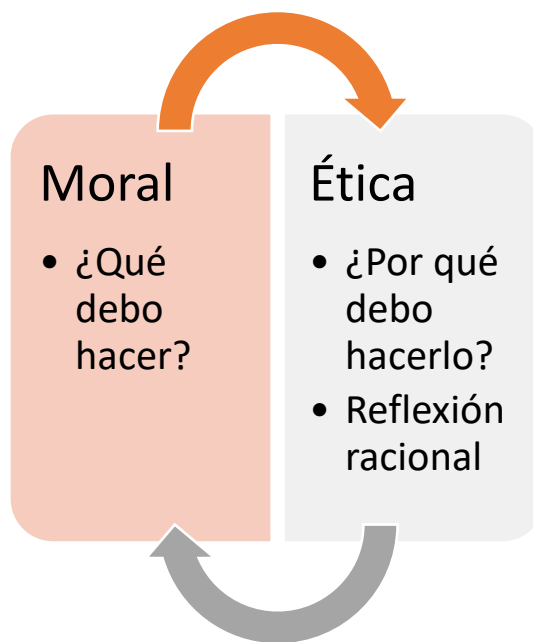 Moral
• ¿Qué
debo
hacer?
Ética
• ¿Por qué
debo
hacerlo?
• Reflexión
racional